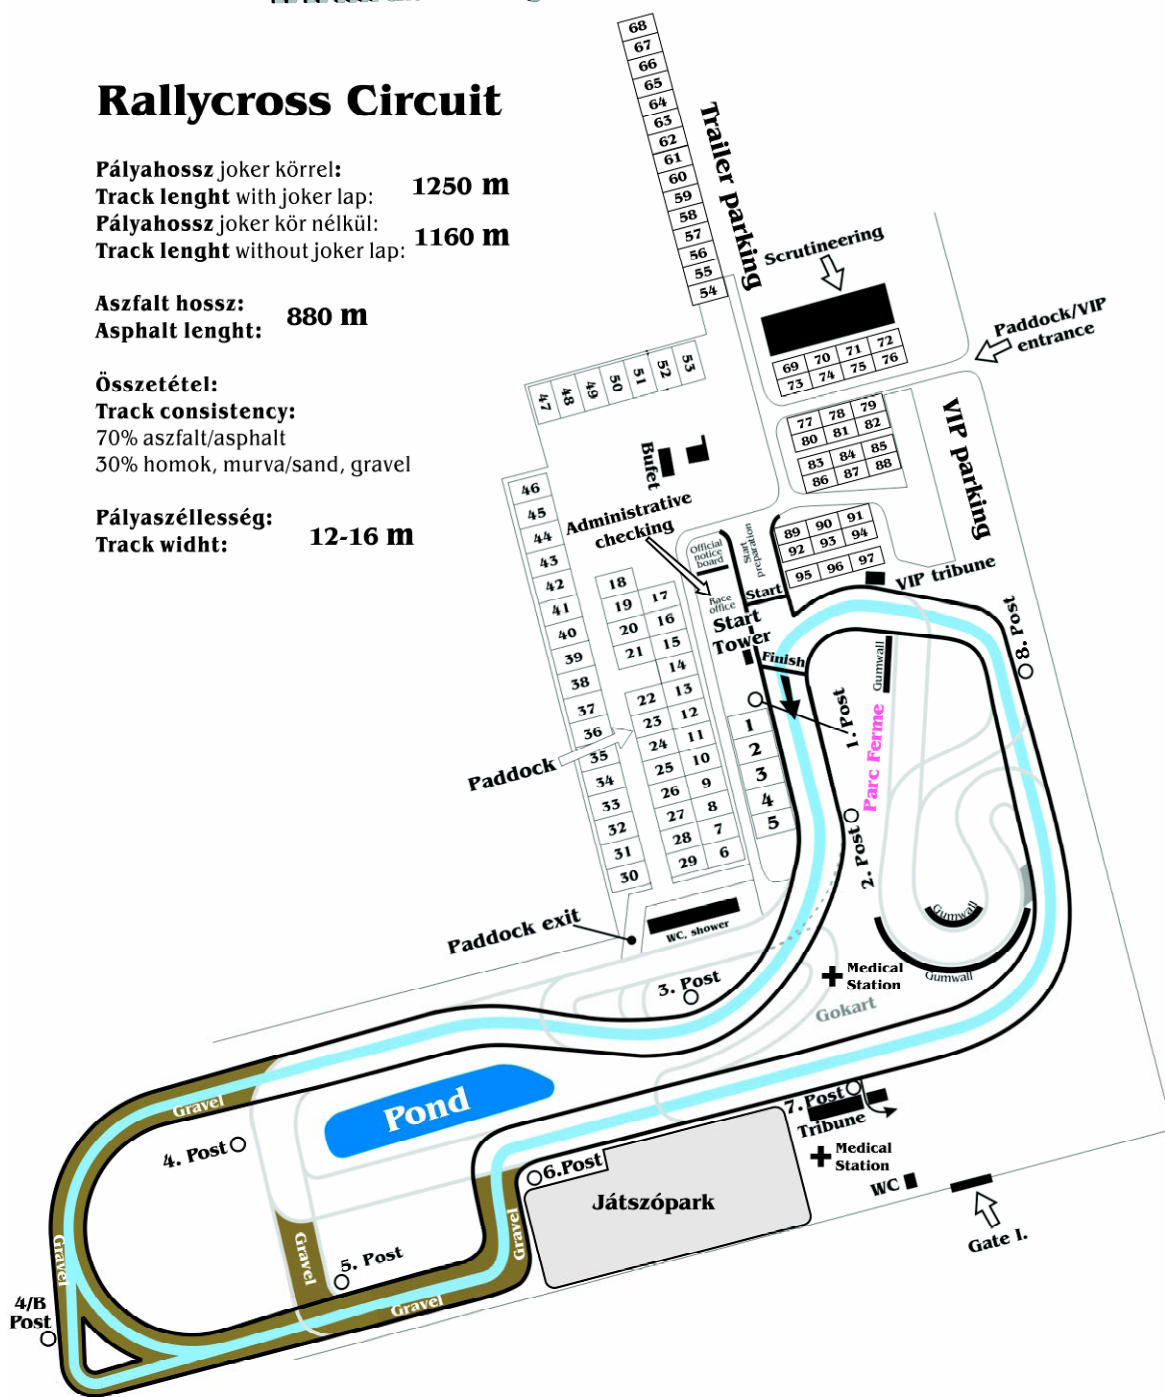 Rallycross Circuit
Pályahossz joker körrel:
Track lenght with joker lap:
1250 m
Pályahossz joker kör nélkül:
Track lenght without joker lap:
1160 m
Aszfalt hossz:
Asphalt lenght:
880 m
Összetétel:
Track consistency:
70% aszfalt/asphalt
30% homok, murva/sand, gravel
Pályaszéllesség:
Track widht:
12-16 m
68
67
66
65
64
63
62
61
60
59
58
57
56
55
54
Trailer parking
Scrutineering
Paddock/VIP
entrance
69 70 71 72
73 74 75 76
47 48 49 50 51 52 53
77 78 79
80 81 82
83 84 85
86 87 88
VIP parking
Bufet
Administrative
checking
Official
notice
board
Start
preparation
89 90 91
92 93 94
95 96 97
VIP tribune
46
45
44
43
42
41
40
39
38
37
36
35
34
33
32
31
30
18
19 17
20 16
21 15
14
22 13
23 12
24 11
25 10
26 9
27 8
28 7
29 6
Race
office
Start
Start
Tower
Finish
1
2
3
4
5
1. Post
Gumwall
Parc Ferme
8. Post
2. Post
Paddock
Paddock exit
WC, shower
Gumwall
Gumwall
3. Post
Medical
Station
Gokart
Pond
Gravel
4. Post
7. Post
Tribune
Medical
Station
WC
Gate I.
6.Post
Játszópark
Gravel
Gravel
Gravel
5. Post
Gravel
4/B
Post